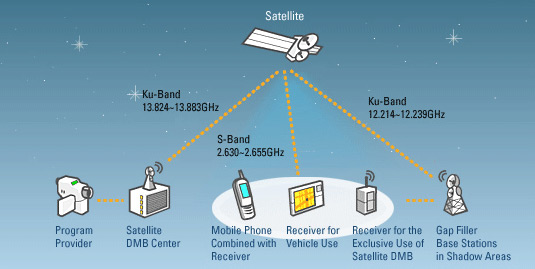 Satellite
Ku-Band
13.824~13.883GHz
Ku-Band
12.214~12.239GHz
S-Band
2.630~2.655GHz
Program
Provider
Satellite
DMB Center
Mobile Phone
Combined with
Receiver
Receiver for
Vehicle Use
Receiver for the
Exclusive Use of
Satellite DMB
Gap Filler
Base Stations
in Shadow Areas